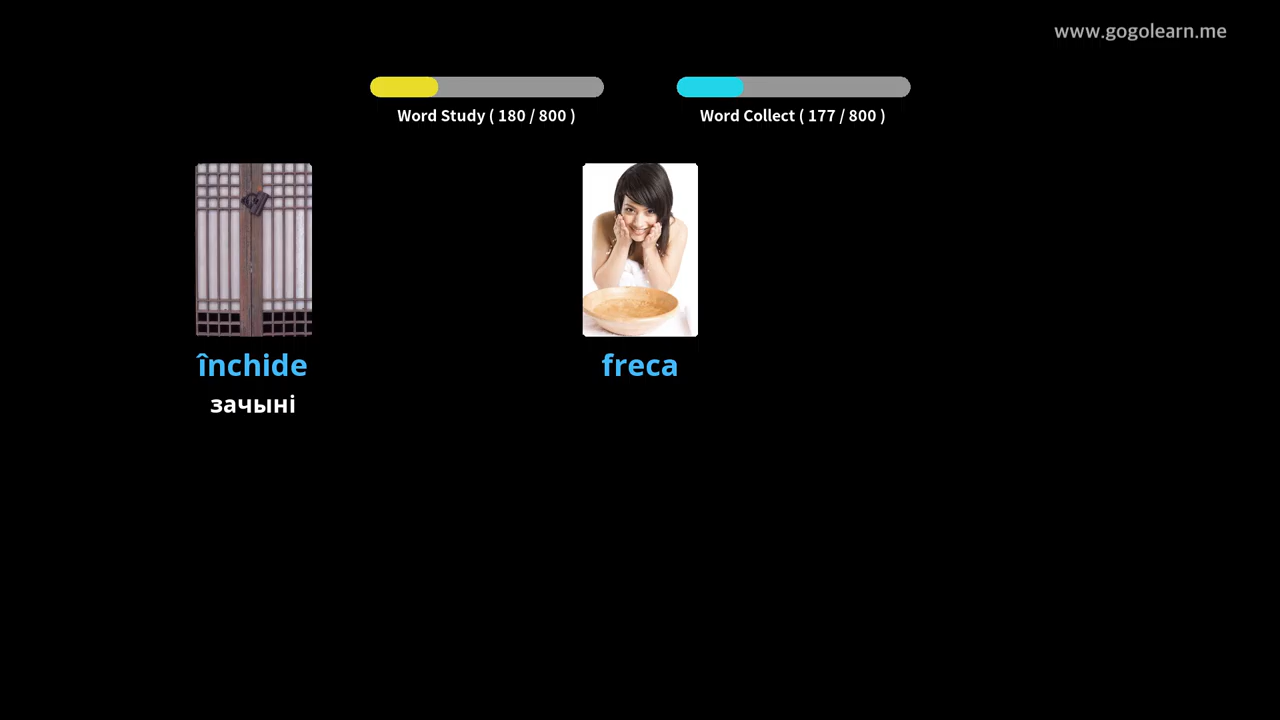 www.gogolearn.me
Word Study ( 180 / 800 )
Word Collect ( 177 / 800 )
închide
freca
зачыні